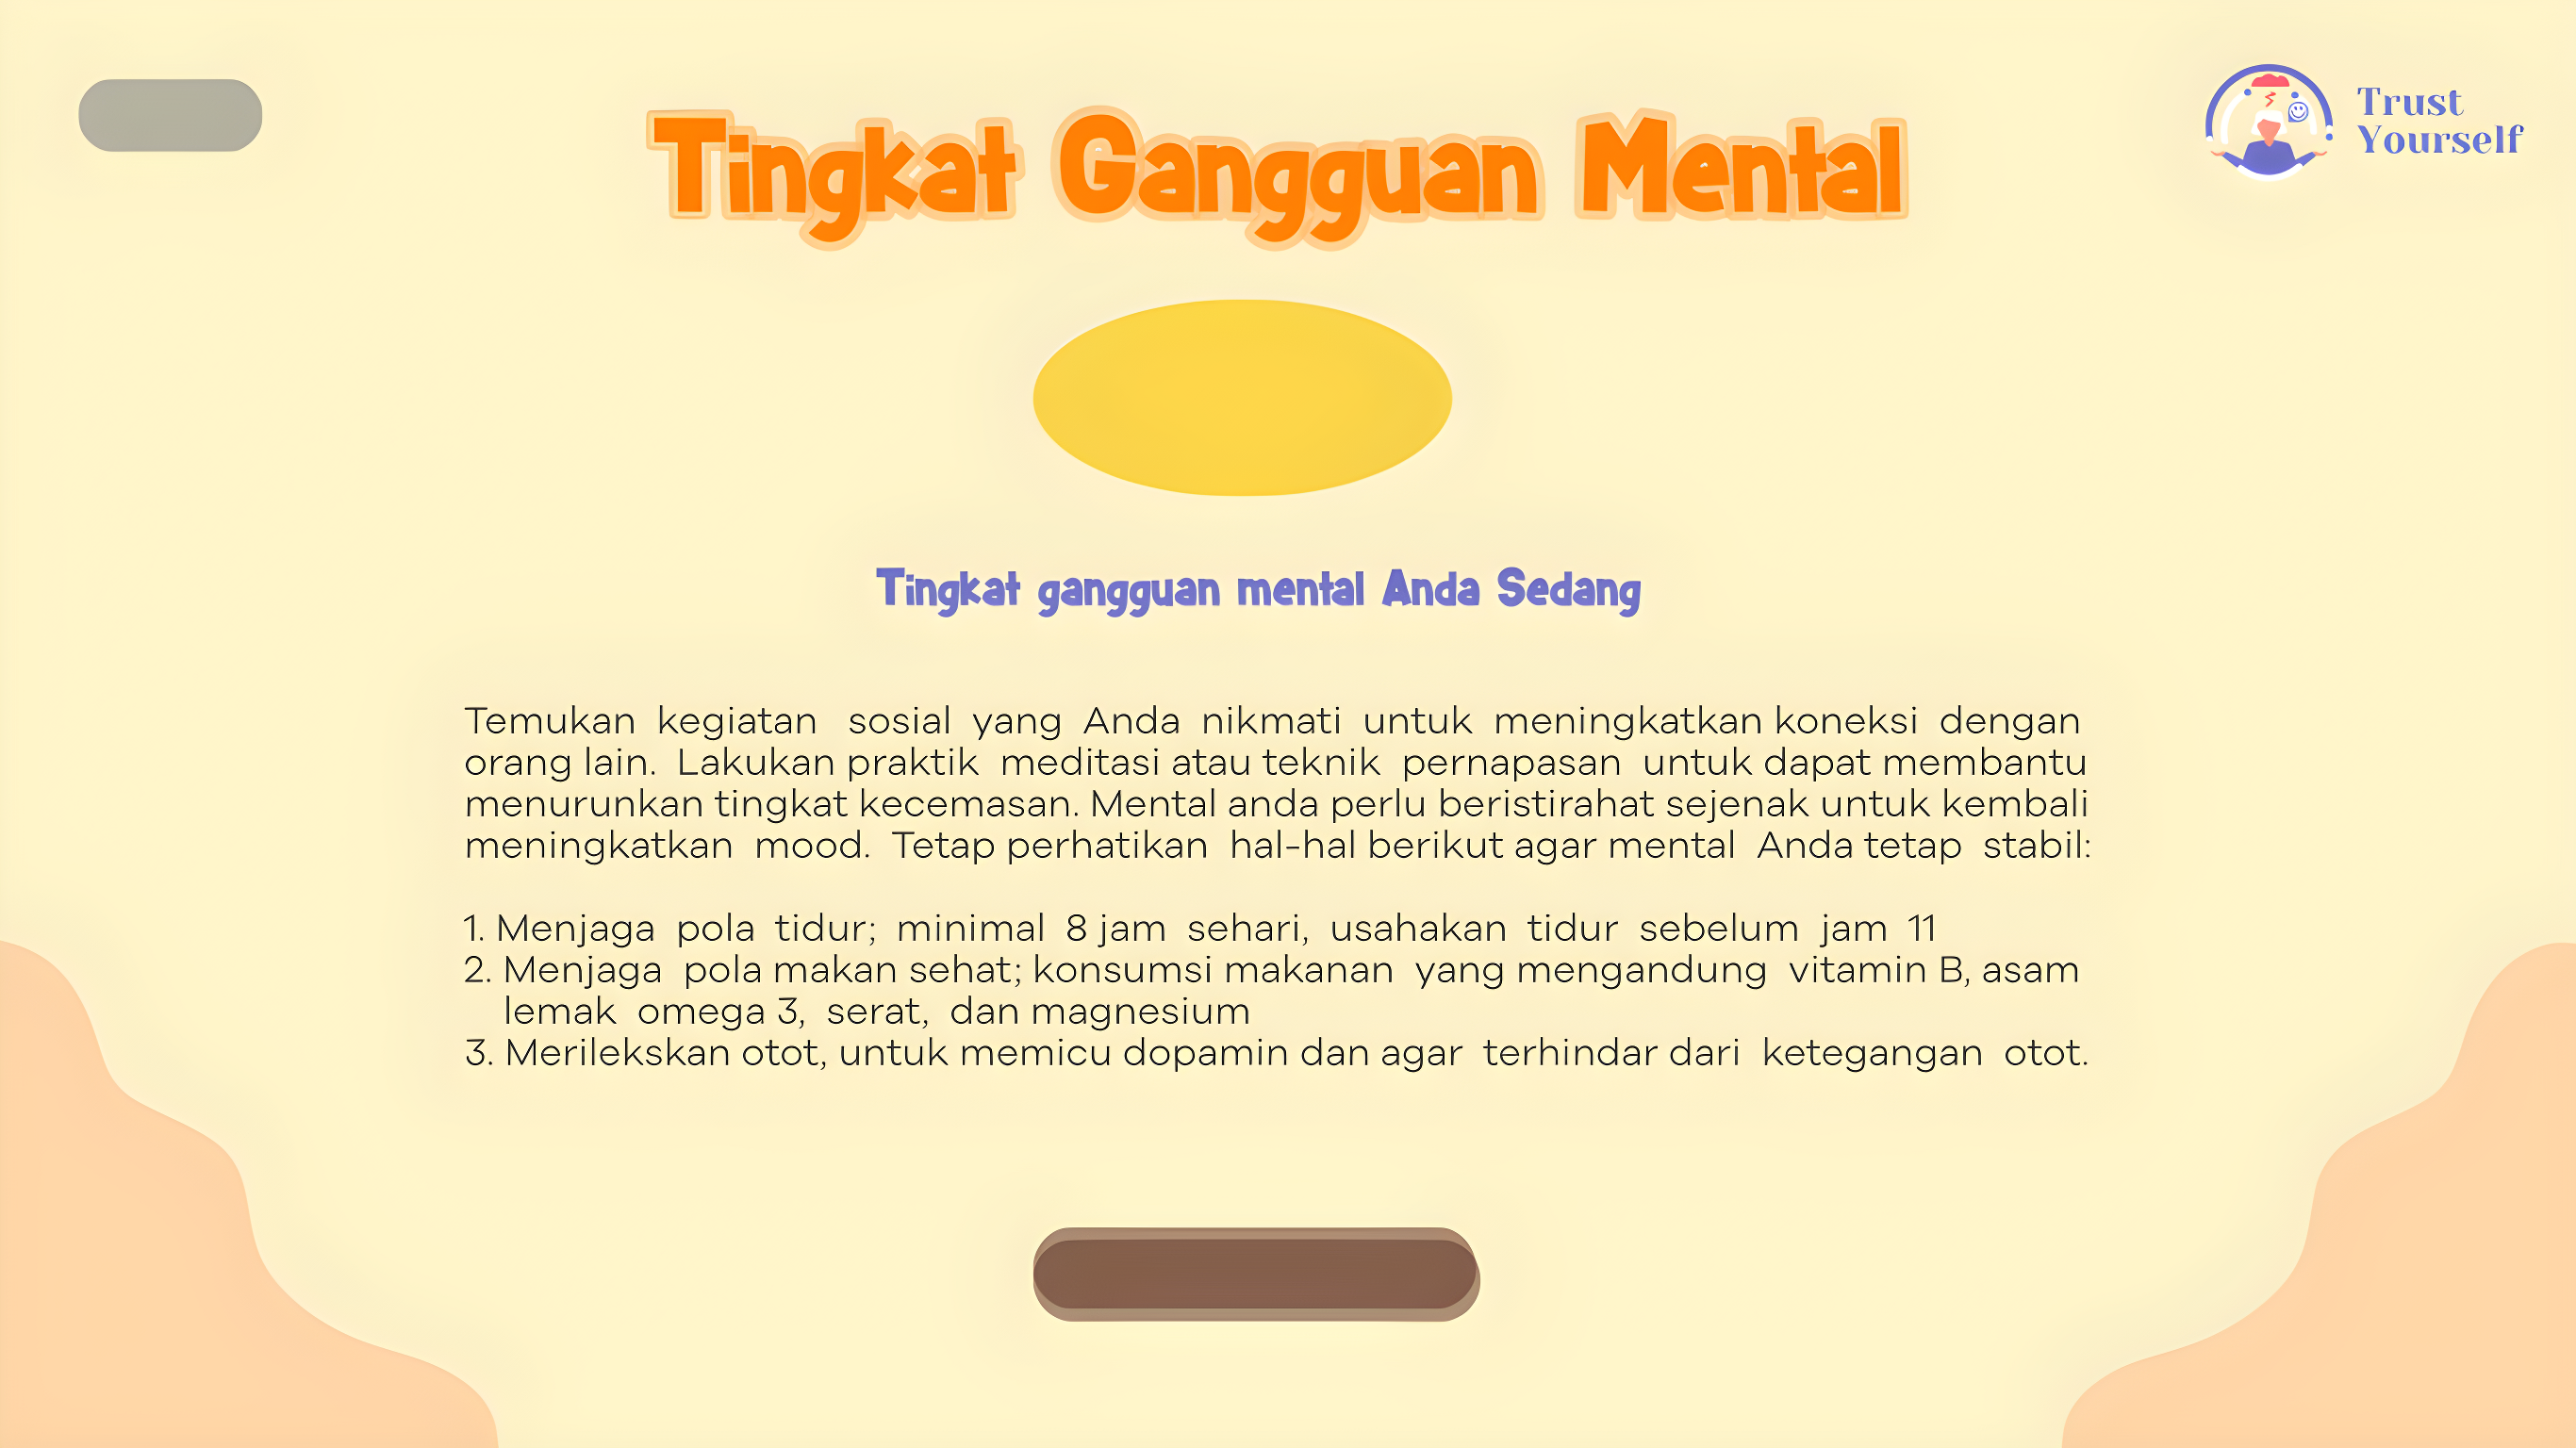 Tingkat Gangguan Mental
Trust
Yourself
Tingkat gangguan mental Anda Sedang
Temukan kegiatan sosial yang Anda nikmati untuk meningkatkan koneksi dengan
orang lain. Lakukan praktik meditasi atau teknik pernapasan untuk dapat membantu
menurunkan tingkat kecemasan. Mental anda perlu beristirahat sejenak untuk kembali
meningkatkan mood. Tetap perhatikan hal-hal berikut agar mental Anda tetap stabil:
1. Menjaga pola tidur; minimal 8 jam sehari, usahakan tidur sebelum jam 11
2. Menjaga pola makan sehat; konsumsi makanan yang mengandung vitamin B, asam
lemak omega 3, serat, dan magnesium
3. Merilekskan otot, untuk memicu dopamin dan agar terhindar dari ketegangan otot.